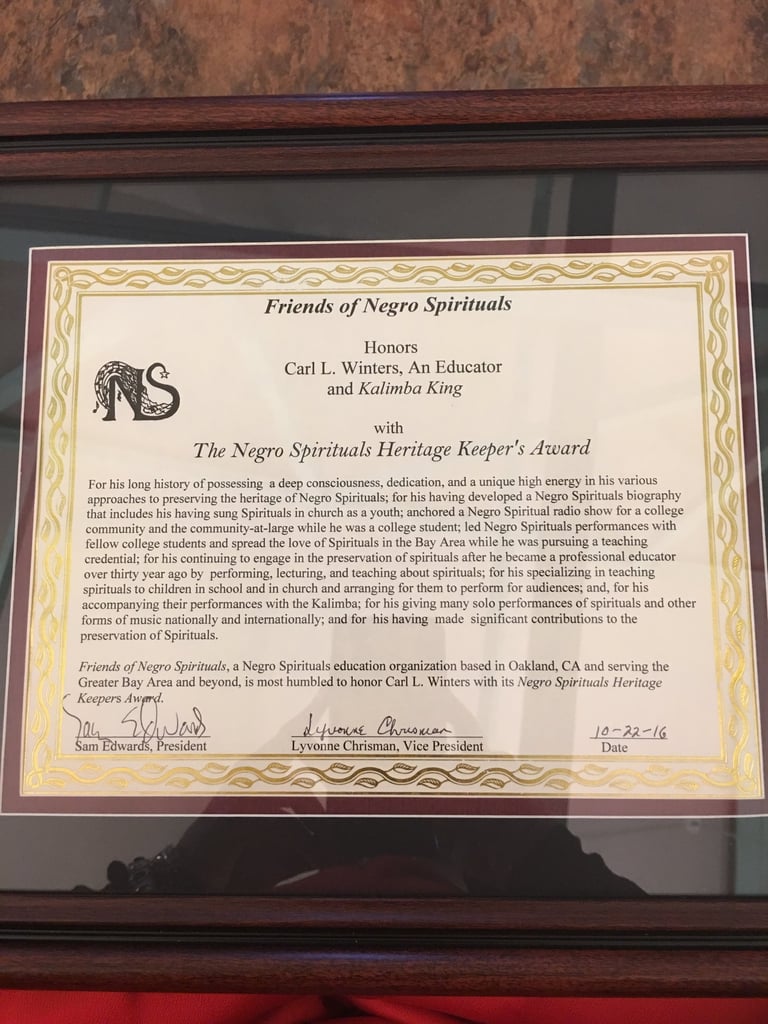 Friends of Negro Spirituals
Honors
Carl L. Winters, An Educator
and Kalimba King
NS
with
The Negro Spirituals Heritage Keeper's Award
For his long history of possessing a deep consciousness, dedication, and a unique high energy in his various
approaches to preserving the heritage of Negro Spirituals; for his having developed a Negro Spirituals biography
that includes his having sung Spirituals in church as a youth; anchored a Negro Spiritual radio show for a college
community and the community-at-large while he was a college student; led Negro Spirituals performances with
fellow college students and spread the love of Spirituals in the Bay Area while he was pursuing a teaching
credential; for his continuing to engage in the preservation of spirituals after he became a professional educator
over thirty year ago by performing, lecturing, and teaching about spirituals; for his specializing in teaching
spirituals to children in school and in church and arranging for them to perform for audiences; and, for his
accompanying their performances with the Kalimba; for his giving many solo performances of spirituals and other
forms of music nationally and internationally; and for his having made significant contributions to the
preservation of Spirituals.
Friends of Negro Spirituals, a Negro Spirituals education organization based in Oakland, CA and serving the
Greater Bay Area and beyond, is most humbled to honor Carl L. Winters with its Negro Spirituals Heritage
Keepers Award.
Sam Edwards Lyvonne Chrisman 10-22-16
Sam Edwards, President Lyvonne Chrisman, Vice President Date